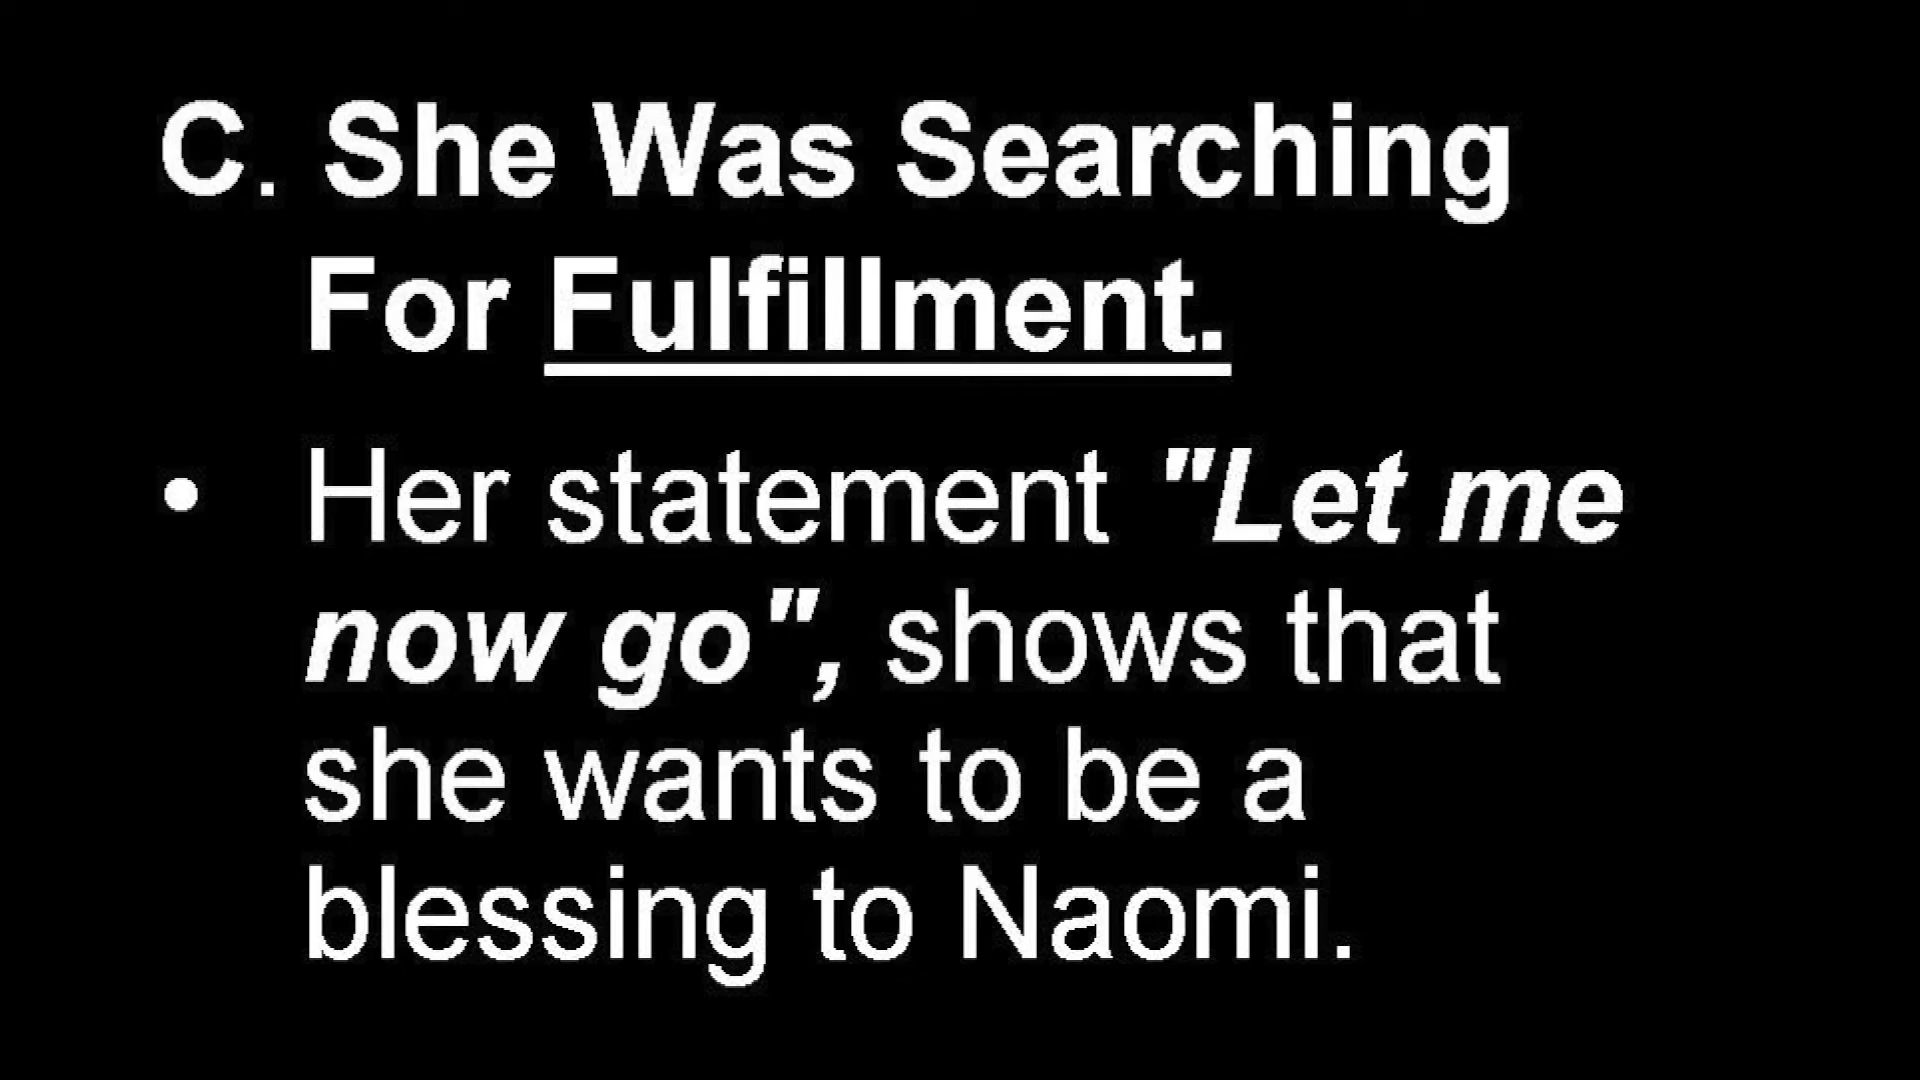 C. She Was Searching
For Fulfillment.
• Her statement "Let me
now go", shows that
she wants to be a
blessing to Naomi.